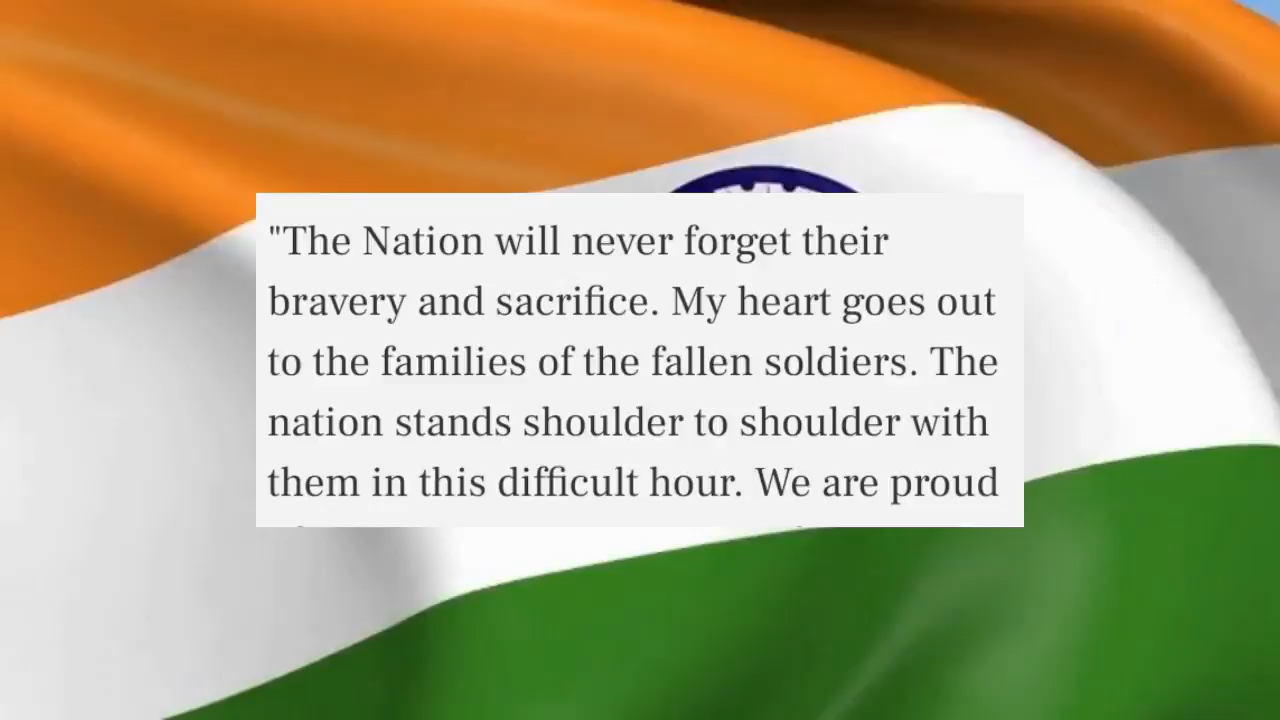 "The Nation will never forget their
bravery and sacrifice. My heart goes out
to the families of the fallen soldiers. The
nation stands shoulder to shoulder with
them in this difficult hour. We are proud